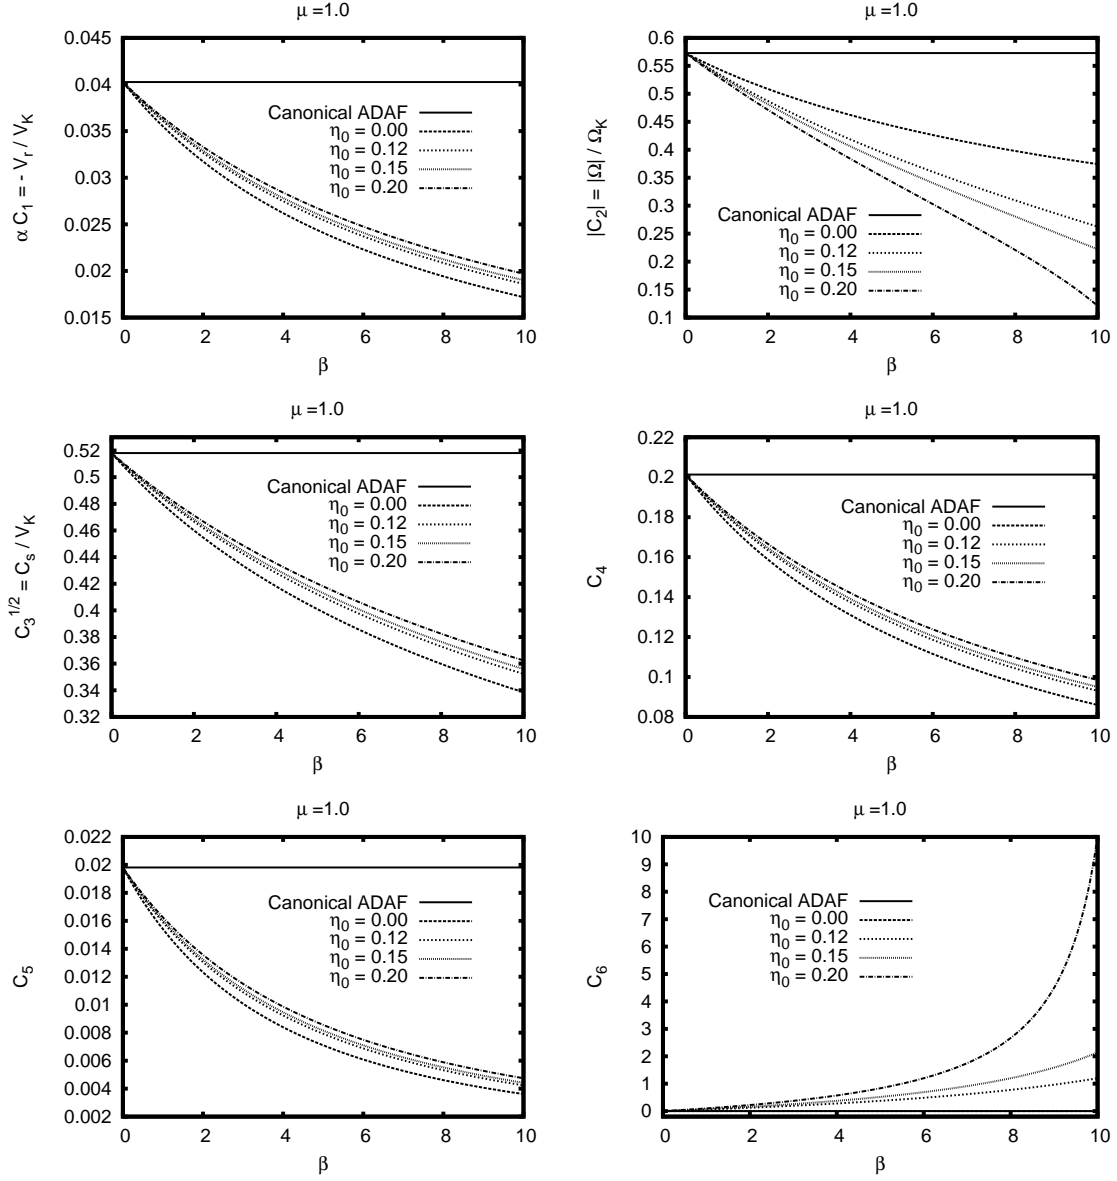 μ =1.0
0.045
0.04
0.035
0.03
0.025
0.02
0.015
α C1 = - Vr / VK
Canonical ADAF
η0 = 0.00
η0 = 0.12
η0 = 0.15
η0 = 0.20
0 2 4 6 8 10
β
μ =1.0
0.6
0.55
0.5
0.45
0.4
0.35
0.3
0.25
0.2
0.15
0.1
|C2| = |Ω| / ΩK
Canonical ADAF
η0 = 0.00
η0 = 0.12
η0 = 0.15
η0 = 0.20
0 2 4 6 8 10
β
μ =1.0
0.52
0.5
0.48
0.46
0.44
0.42
0.4
0.38
0.36
0.34
0.32
C3^1/2 = Cs / VK
Canonical ADAF
η0 = 0.00
η0 = 0.12
η0 = 0.15
η0 = 0.20
0 2 4 6 8 10
β
μ =1.0
0.22
0.2
0.18
0.16
0.14
0.12
0.1
0.08
C4
Canonical ADAF
η0 = 0.00
η0 = 0.12
η0 = 0.15
η0 = 0.20
0 2 4 6 8 10
β
μ =1.0
0.022
0.02
0.018
0.016
0.014
0.012
0.01
0.008
0.006
0.004
0.002
C5
Canonical ADAF
η0 = 0.00
η0 = 0.12
η0 = 0.15
η0 = 0.20
0 2 4 6 8 10
β
μ =1.0
10
9
8
7
6
5
4
3
2
1
0
C6
Canonical ADAF
η0 = 0.00
η0 = 0.12
η0 = 0.15
η0 = 0.20
0 2 4 6 8 10
β